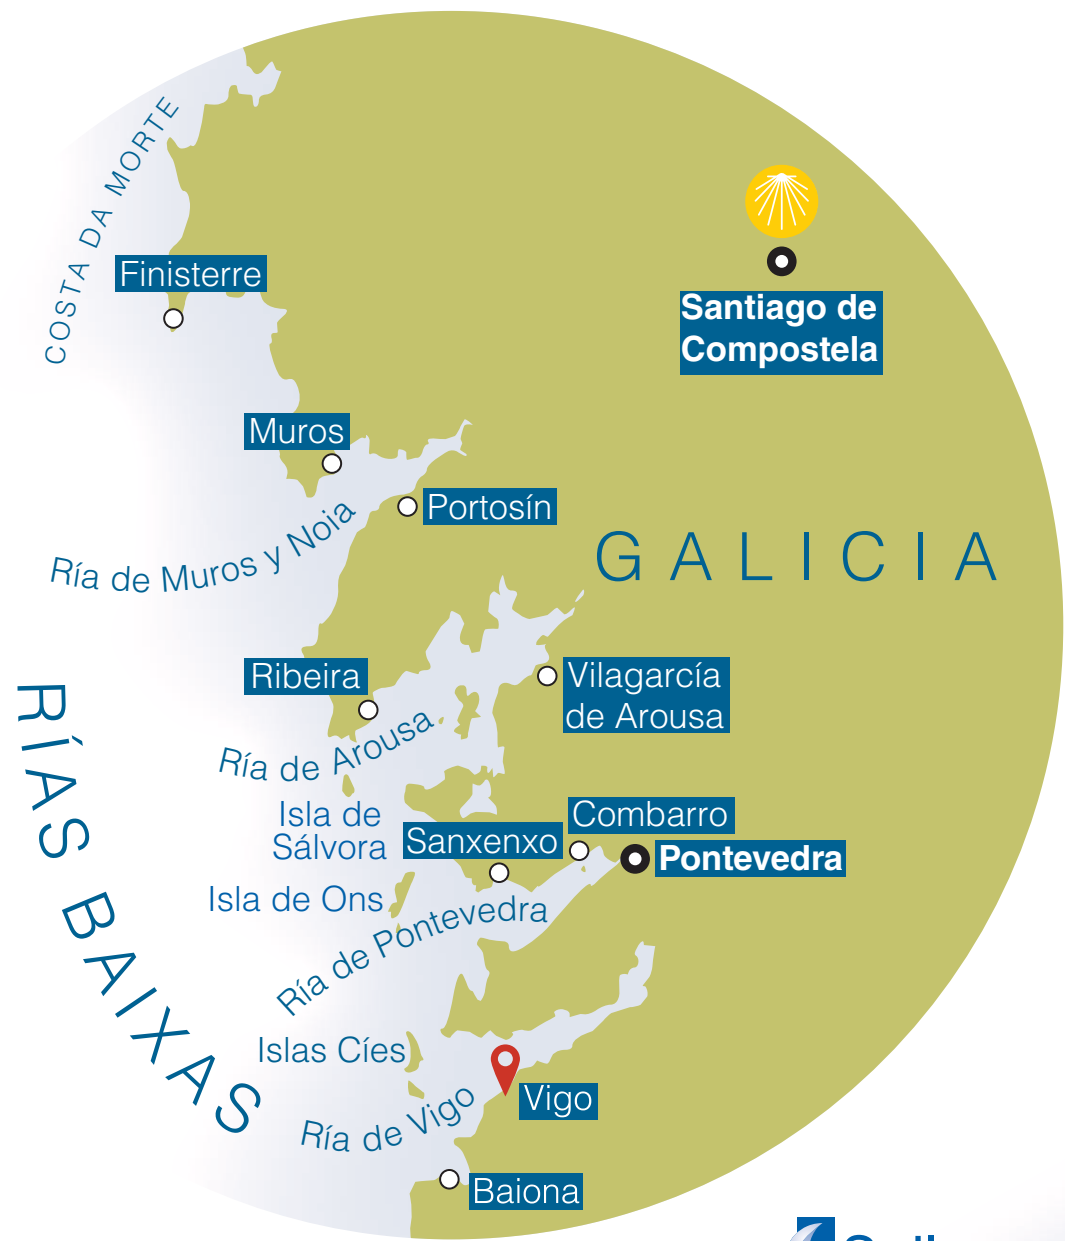 COSTA DA MORTE
Finisterre
Santiago de
Compostela
Muros
Portosín
Ría de Muros y Noia
GALICIA
Ribeira
Vilagarcía
de Arousa
Ría de Arousa
RÍAS BAIXAS
Isla de
Sálvora
Combarro
Sanxenxo
Pontevedra
Isla de Ons
Ría de Pontevedra
Islas Cíes
Vigo
Ría de Vigo
Baiona